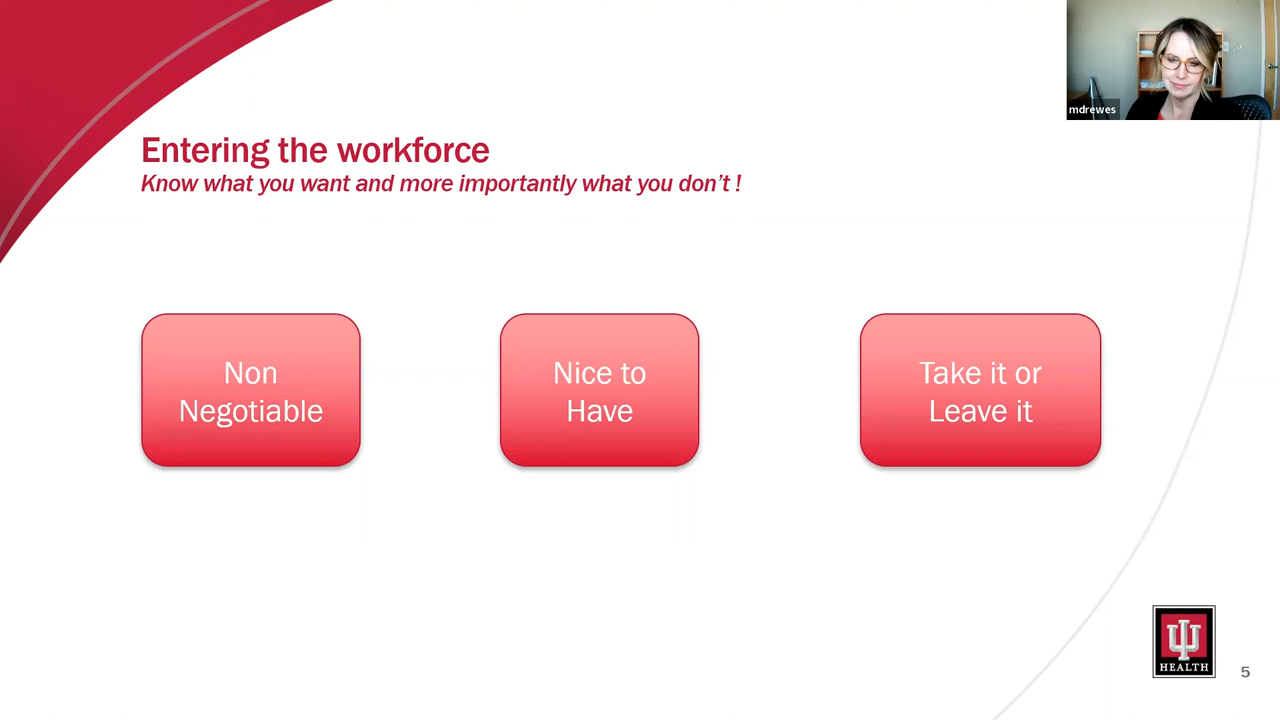 mdrewes
Entering the workforce
Know what you want and more importantly what you don't !
Non
Negotiable
Nice to
Have
Take it or
Leave it
HEALTH
5